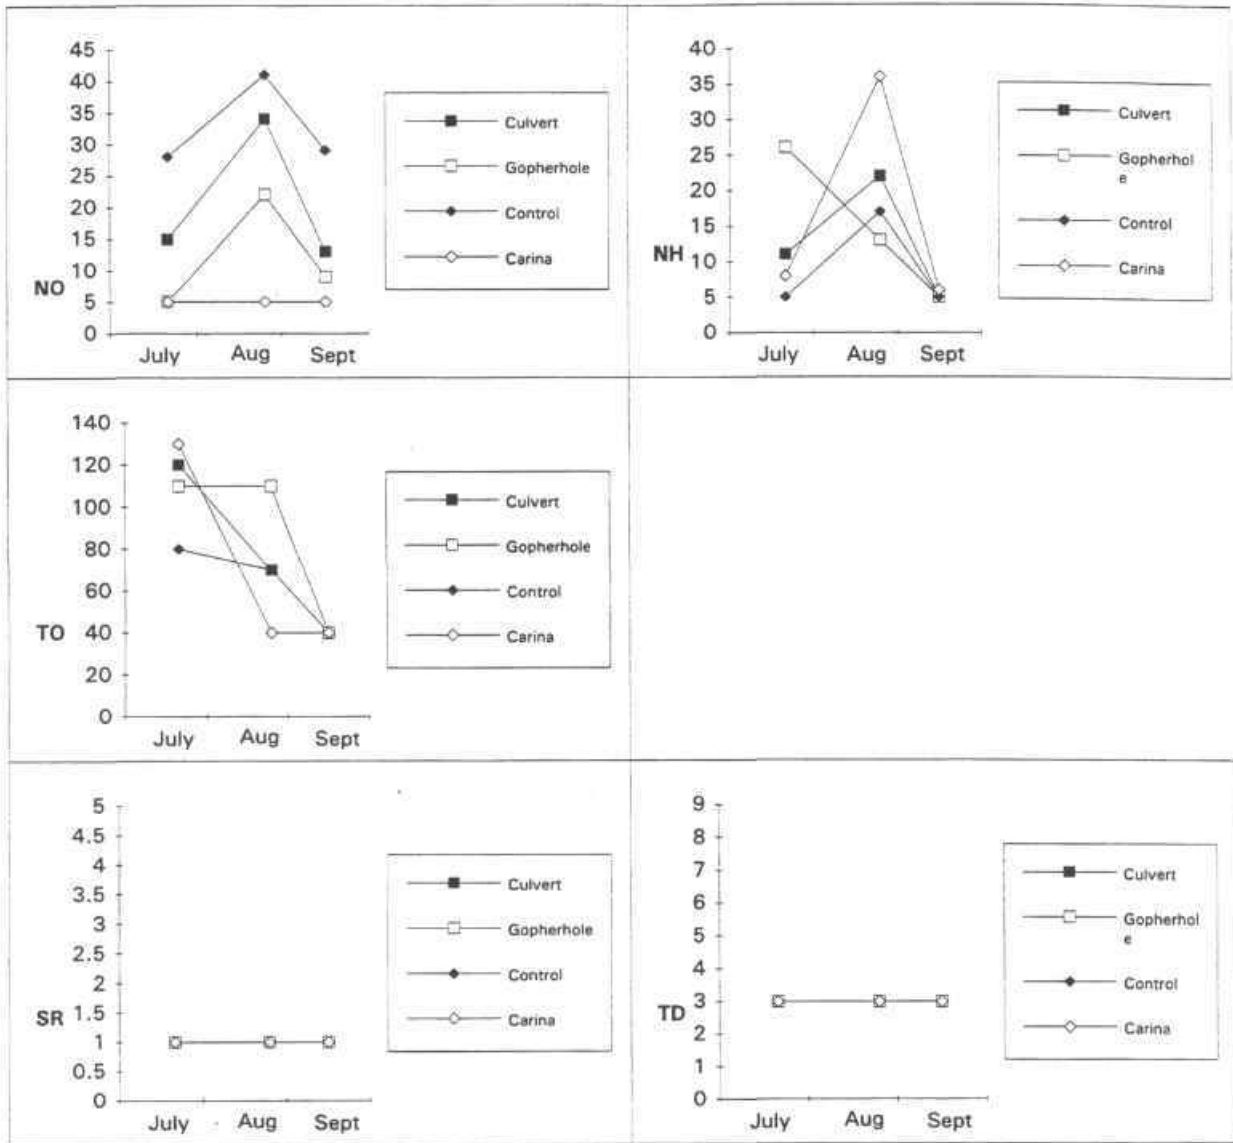 45
40
35
30
25
20
15
10
5
0
NO
July Aug Sept
Culvert
Gopherhole
Control
Carina
40
35
30
25
20
15
10
5
0
NH
July Aug Sept
Culvert
Gopherhol
e
Control
Carina
140
120
100
80
60
40
20
0
TO
July Aug Sept
Culvert
Gopherhole
Control
Carina
5
4.5
4
3.5
3
2.5
2
1.5
1
0.5
0
SR
July Aug Sept
Culvert
Gopherhole
Control
Carina
9
8
7
6
5
4
3
2
1
0
TD
July Aug Sept
Culvert
Gopherhol
e
Control
Carina